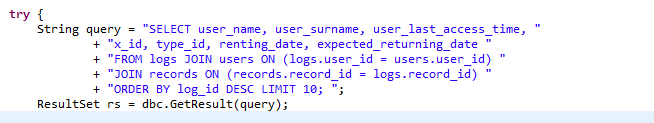 try {
    String query = "SELECT user_name, user_surname, user_last_access_time, "
            + "x_id, type_id, renting_date, expected_returning_date "
            + "FROM logs JOIN users ON (logs.user_id = users.user_id) "
            + "JOIN records ON (records.record_id = logs.record_id) "
            + "ORDER BY log_id DESC LIMIT 10; ";
    ResultSet rs = dbc.GetResult(query);